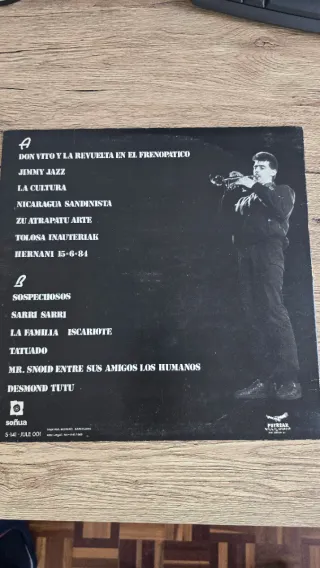 A
DON VITO Y LA REVUELTA EN EL FRENOPATICO
JIMMY JAZZ
LA CULTURA
NICARAGUA SANDINISTA
ZU ATRAPATU ARTE
TOLOSA INAUTERIAK
HERNANI 15-6-84
B
SOSPECHOSOS
SARRI SARRI
LA FAMILIA ISCARIOTE
TATUADO
MR. SNOID ENTRE SUS AMIGOS LOS HUMANOS
DESMOND TUTU
soñua